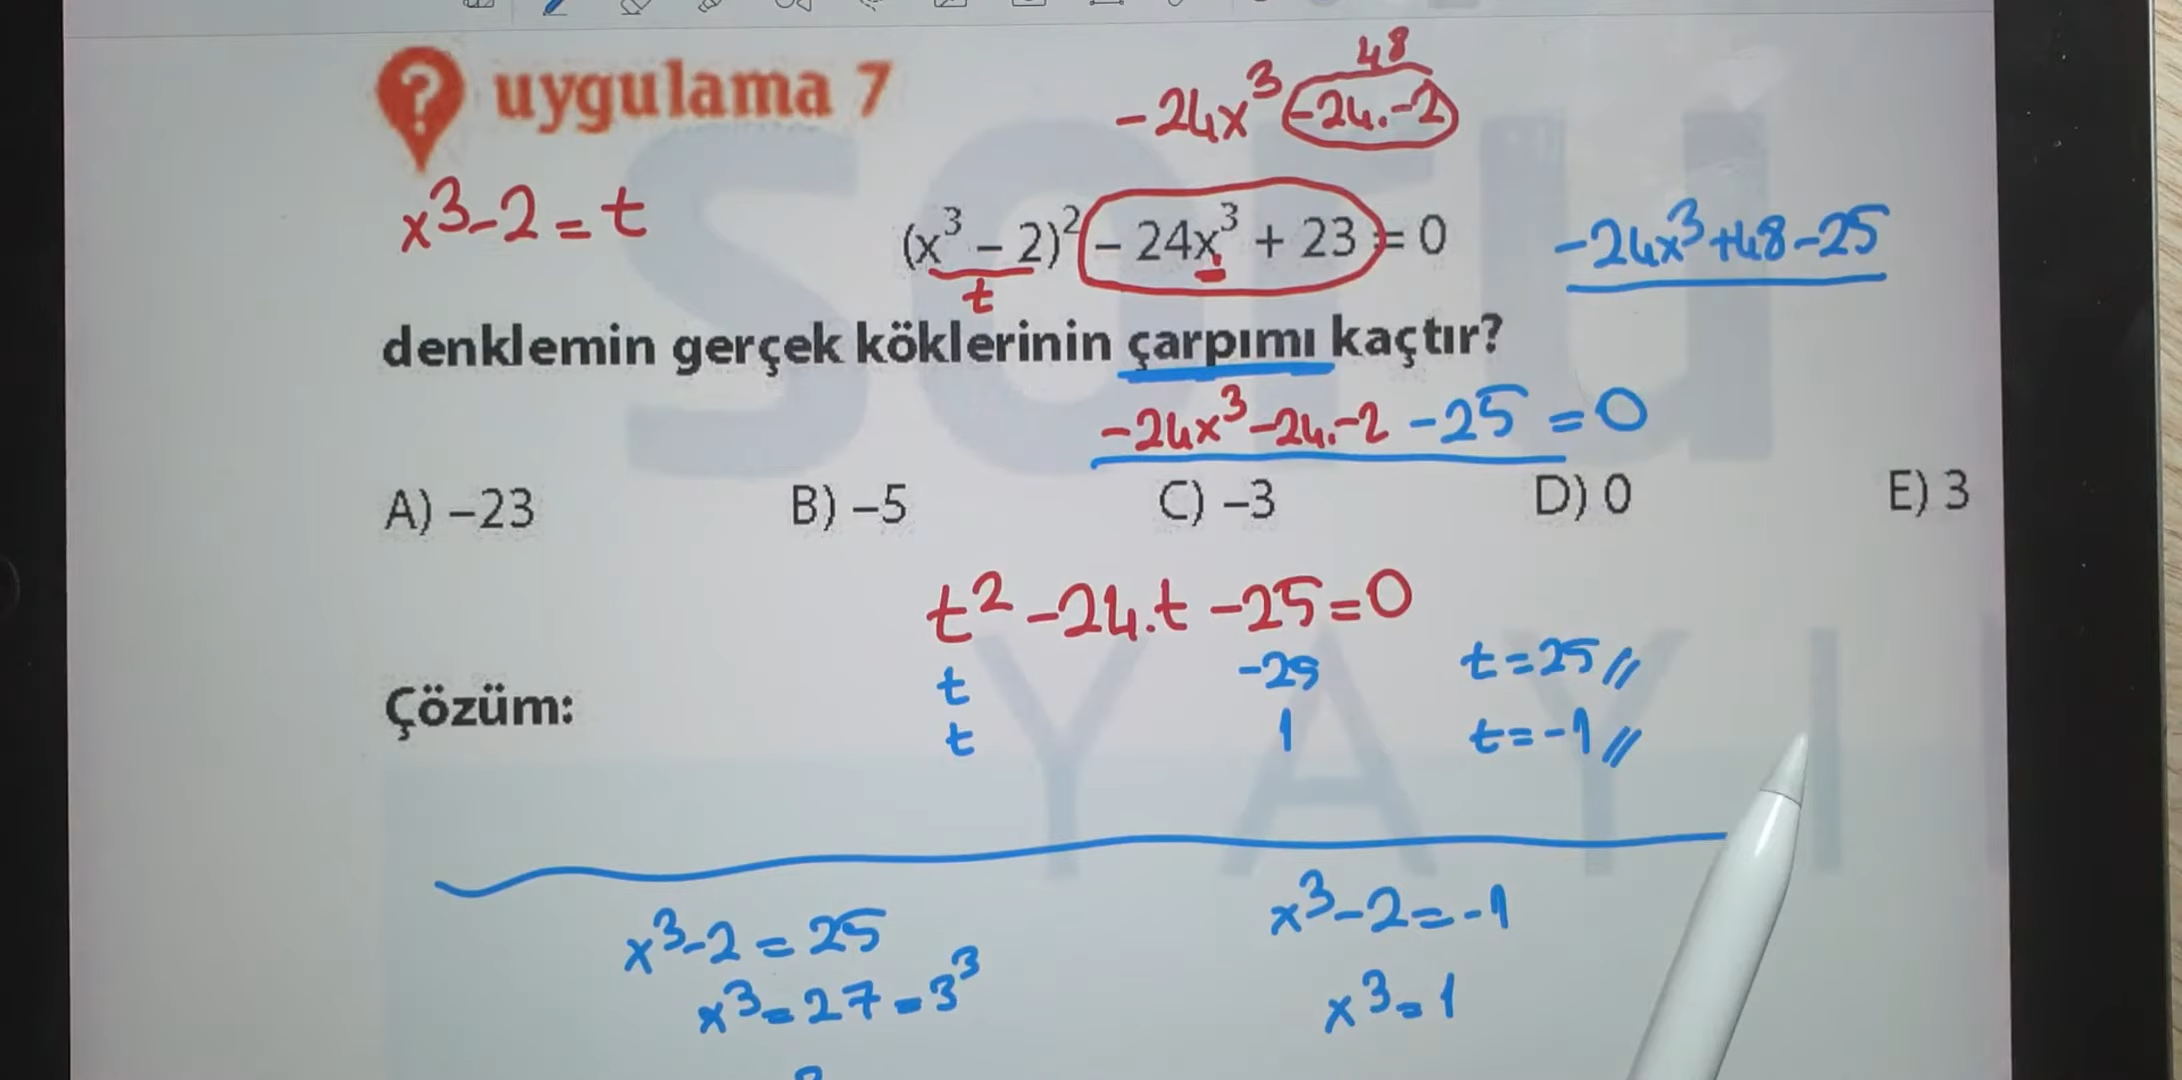 uygulama 7
48
-24x³ -24.-2
x³-2=t
(x³ – 2)² – 24x³ + 23 = 0
-24x³+48-25
t
denklemin gerçek köklerinin çarpımı kaçtır?
-24x³-24.-2 -25 =0
A) –23 B) –5 C) –3 D) 0 E) 3
t²-24.t-25=0
t -25 t=25//
Çözüm:
t 1 t=-1//
x³-2=25 x³-2=-1
x³=27=3³ x³=1
soru
YAYI